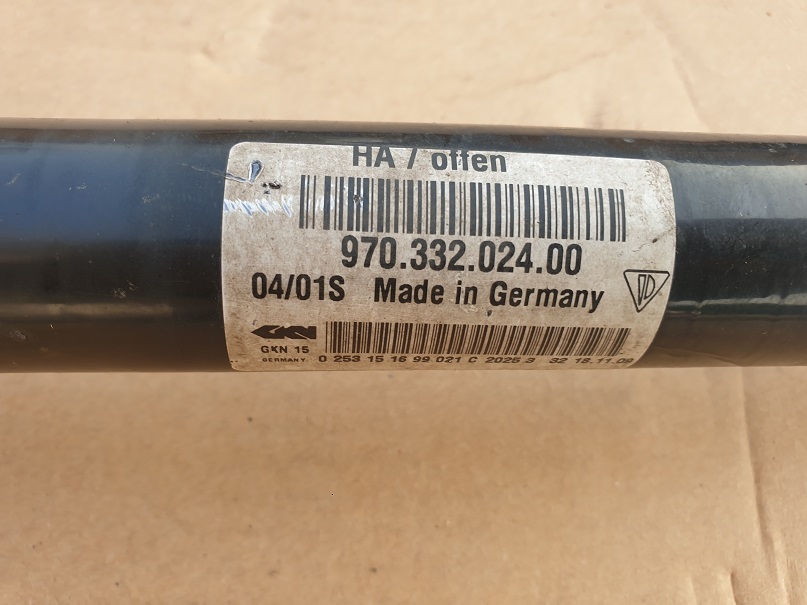 HA / offen
970.332.024.00
04/01S Made in Germany
GKN
GKN 15
GERMANY
0 253 15 16 99 021 C 2025 3 32 18.11.09